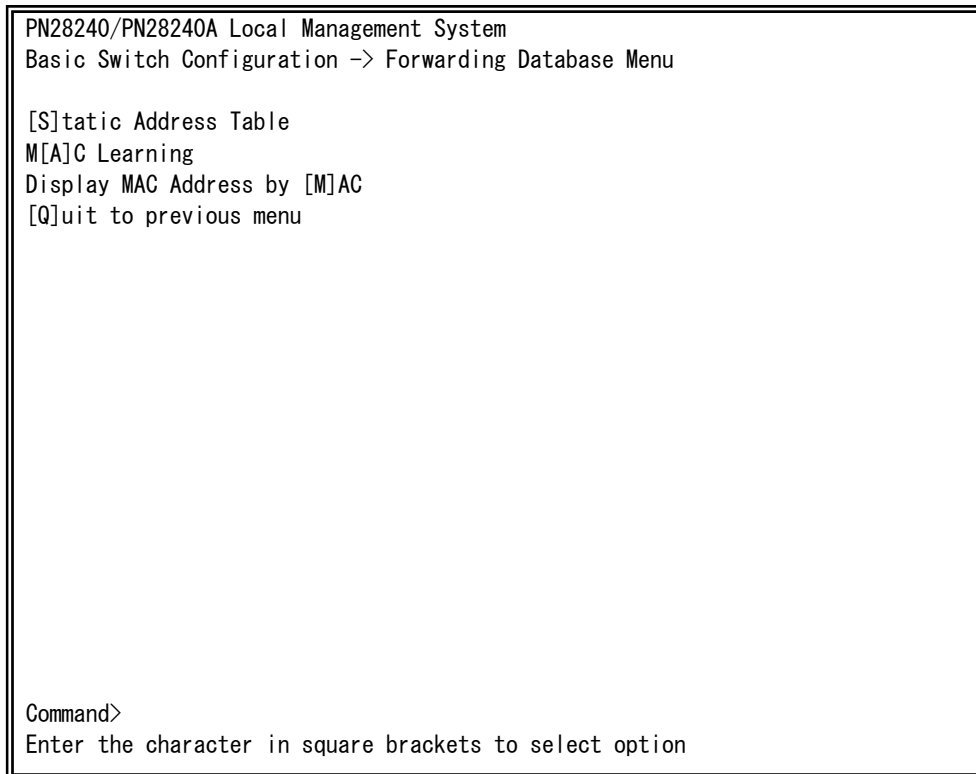 PN28240/PN28240A Local Management System
Basic Switch Configuration -> Forwarding Database Menu
[S]tatic Address Table
M[A]C Learning
Display MAC Address by [M]AC
[Q]uit to previous menu
Command>
Enter the character in square brackets to select option